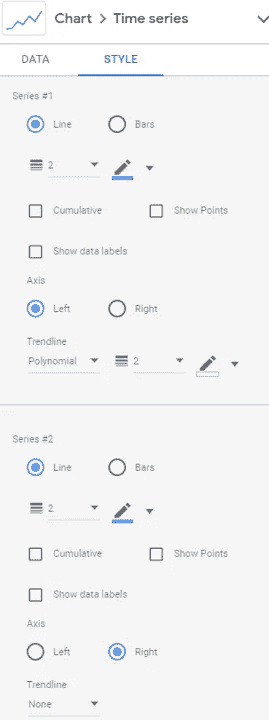 Chart > Time series
DATA STYLE
Series #1
Line Bars
2
Cumulative Show Points
Show data labels
Axis
Left Right
Trendline
Polynomial 2
Series #2
Line Bars
2
Cumulative Show Points
Show data labels
Axis
Left Right
Trendline
None